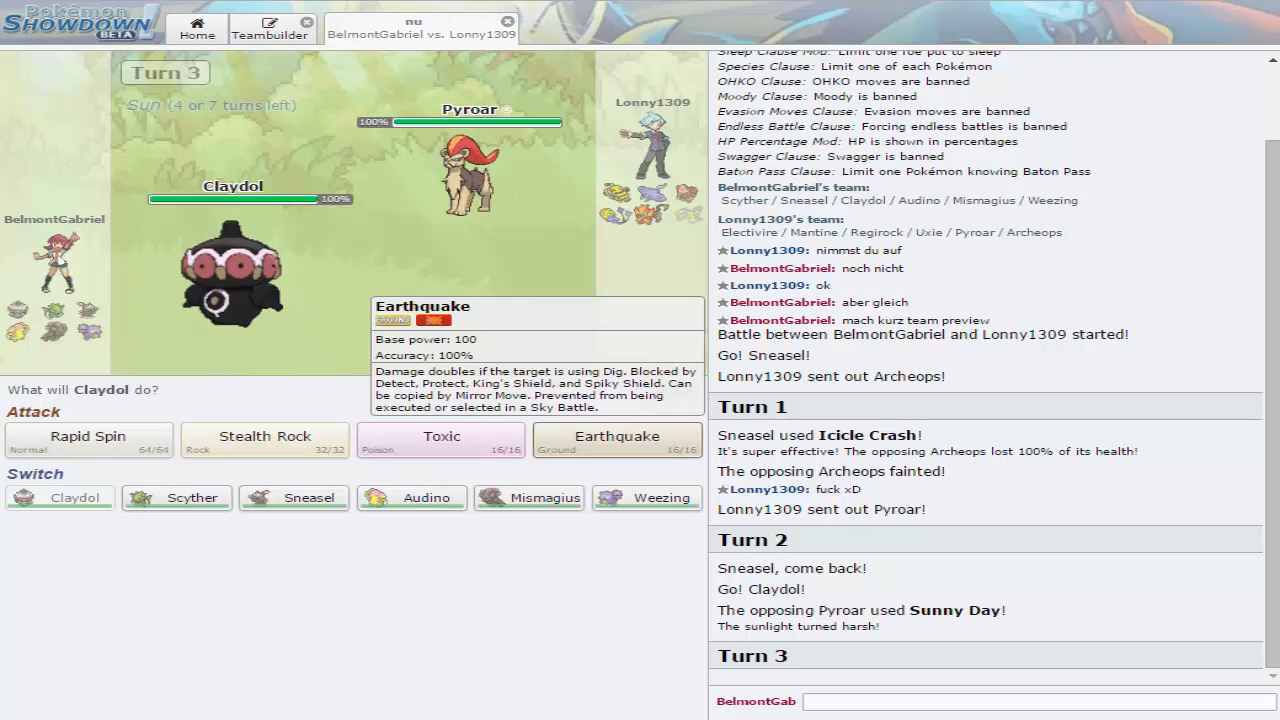 Pokémon
SHOWDOWN
BETA
Home
Teambuilder
nu
BelmontGabriel vs. Lonny1309
Turn 3
Sun (4 or 7 turns left)
Lonny1309
Pyroar
100%
Claydol
100%
BelmontGabriel
Earthquake
GROUND
Base power: 100
Accuracy: 100%
Damage doubles if the target is using Dig. Blocked by
Detect, Protect, King's Shield, and Spiky Shield. Can
be copied by Mirror Move. Prevented from being
executed or selected in a Sky Battle.
What will Claydol do?
Attack
Rapid Spin
Normal 64/64
Stealth Rock
Rock 32/32
Toxic
Poison 16/16
Earthquake
Ground 16/16
Switch
Claydol
Scyther
Sneasel
Audino
Mismagius
Weezing
Sleep Clause Mod: Limit one foe put to sleep
Species Clause: Limit one of each Pokémon
OHKO Clause: OHKO moves are banned
Moody Clause: Moody is banned
Evasion Moves Clause: Evasion moves are banned
Endless Battle Clause: Forcing endless battles is banned
HP Percentage Mod: HP is shown in percentages
Swagger Clause: Swagger is banned
Baton Pass Clause: Limit one Pokémon knowing Baton Pass
BelmontGabriel's team:
Scyther / Sneasel / Claydol / Audino / Mismagius / Weezing
Lonny1309's team:
Electivire / Mantine / Regirock / Uxie / Pyroar / Archeops
★Lonny1309: nimmst du auf
★BelmontGabriel: noch nicht
★Lonny1309: ok
★BelmontGabriel: aber gleich
★BelmontGabriel: mach kurz team preview
Battle between BelmontGabriel and Lonny1309 started!
Go! Sneasel!
Lonny1309 sent out Archeops!
Turn 1
Sneasel used Icicle Crash!
It's super effective! The opposing Archeops lost 100% of its health!
The opposing Archeops fainted!
★Lonny1309: fuck xD
Lonny1309 sent out Pyroar!
Turn 2
Sneasel, come back!
Go! Claydol!
The opposing Pyroar used Sunny Day!
The sunlight turned harsh!
Turn 3
BelmontGab